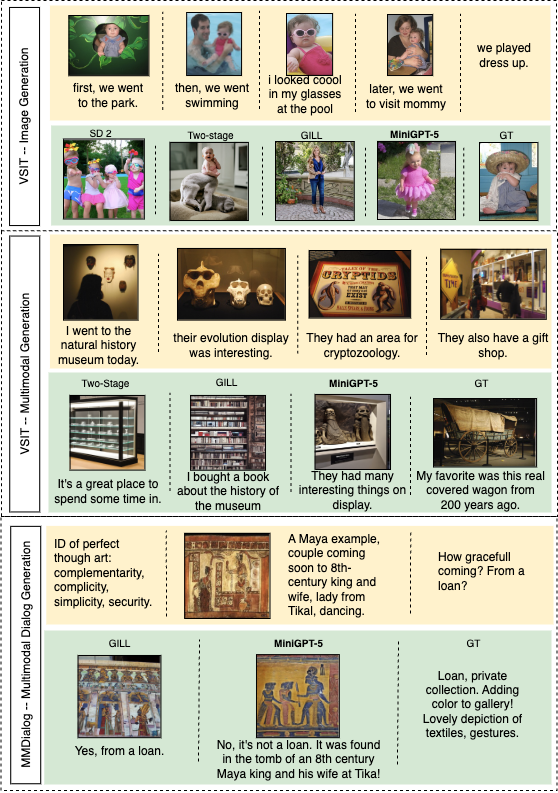 VSIT -- Image Generation
first, we went
to the park.
then, we went
swimming
i looked coool
in my glasses
at the pool
later, we went
to visit mommy
we played
dress up.
SD 2
Two-stage
GILL
MiniGPT-5
GT
VSIT -- Multimodal Generation
TALES OF THE
CRYPTIDS
EXIST
TIME
I went to the
natural history
museum today.
their evolution display
was interesting.
They had an area for
cryptozoology.
They also have a gift
shop.
Two-Stage
GILL
MiniGPT-5
GT
It's a great place to
spend some time in.
I bought a book
about the history of
the museum
They had many
interesting things on
display.
My favorite was this real
covered wagon from
200 years ago.
MMDialog -- Multimodal Dialog Generation
ID of perfect
though art:
complementarity,
complicity,
simplicity, security.
A Maya example,
couple coming
soon to 8th-
century king and
wife, lady from
Tikal, dancing.
How gracefull
coming? From a
loan?
GILL
MiniGPT-5
GT
Yes, from a loan.
No, it's not a loan. It was found
in the tomb of an 8th century
Maya king and his wife at Tika!
Loan, private
collection. Adding
color to gallery!
Lovely depiction of
textiles, gestures.